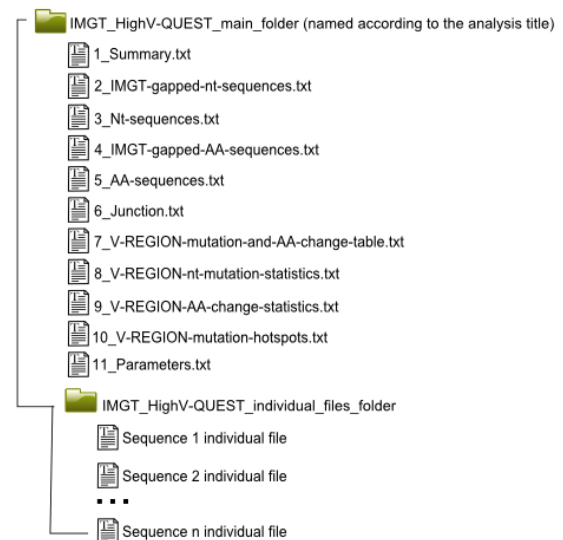 IMGT_HighV-QUEST_main_folder (named according to the analysis title)
1_Summary.txt
2_IMGT-gapped-nt-sequences.txt
3_Nt-sequences.txt
4_IMGT-gapped-AA-sequences.txt
5_AA-sequences.txt
6_Junction.txt
7_V-REGION-mutation-and-AA-change-table.txt
8_V-REGION-nt-mutation-statistics.txt
9_V-REGION-AA-change-statistics.txt
10_V-REGION-mutation-hotspots.txt
11_Parameters.txt
IMGT_HighV-QUEST_individual_files_folder
Sequence 1 individual file
Sequence 2 individual file
...
Sequence n individual file